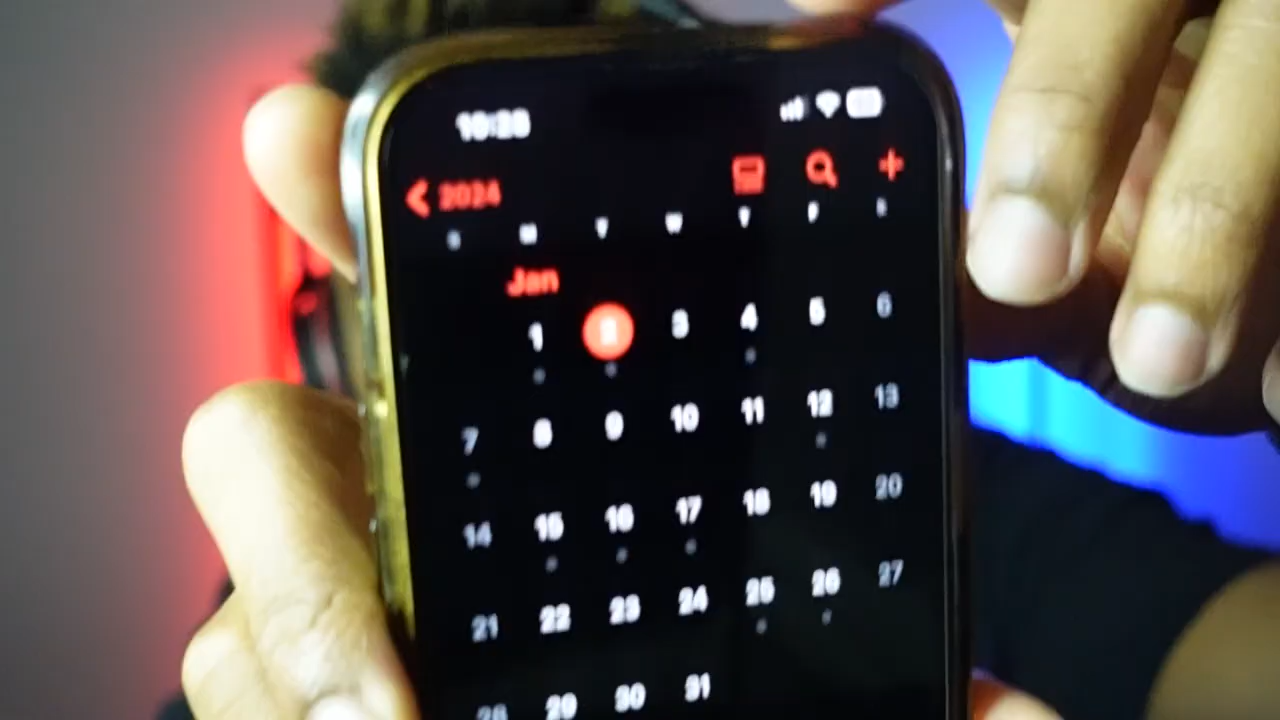 2024
S M T W T F S
Jan
1 2 3 4 5 6
7 8 9 10 11 12 13
14 15 16 17 18 19 20
21 22 23 24 25 26 27
28 29 30 31